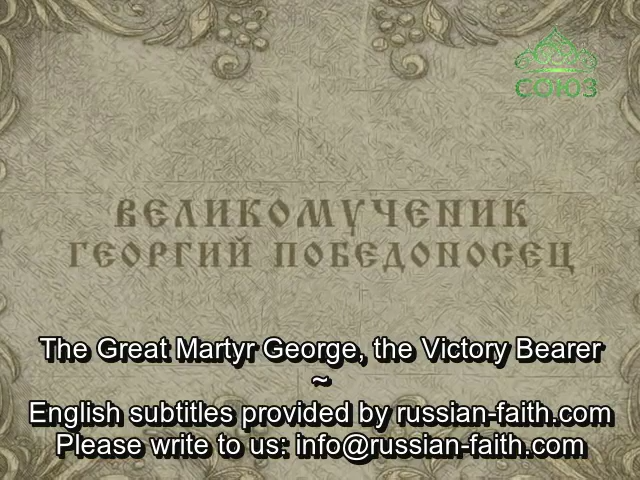 СОЮЗ
ВЕЛИКОМУЧЕНИК
ГЕОРГИЙ ПОБЕДОНОСЕЦ
The Great Martyr George, the Victory Bearer
~
English subtitles provided by russian-faith.com
Please write to us: info@russian-faith.com